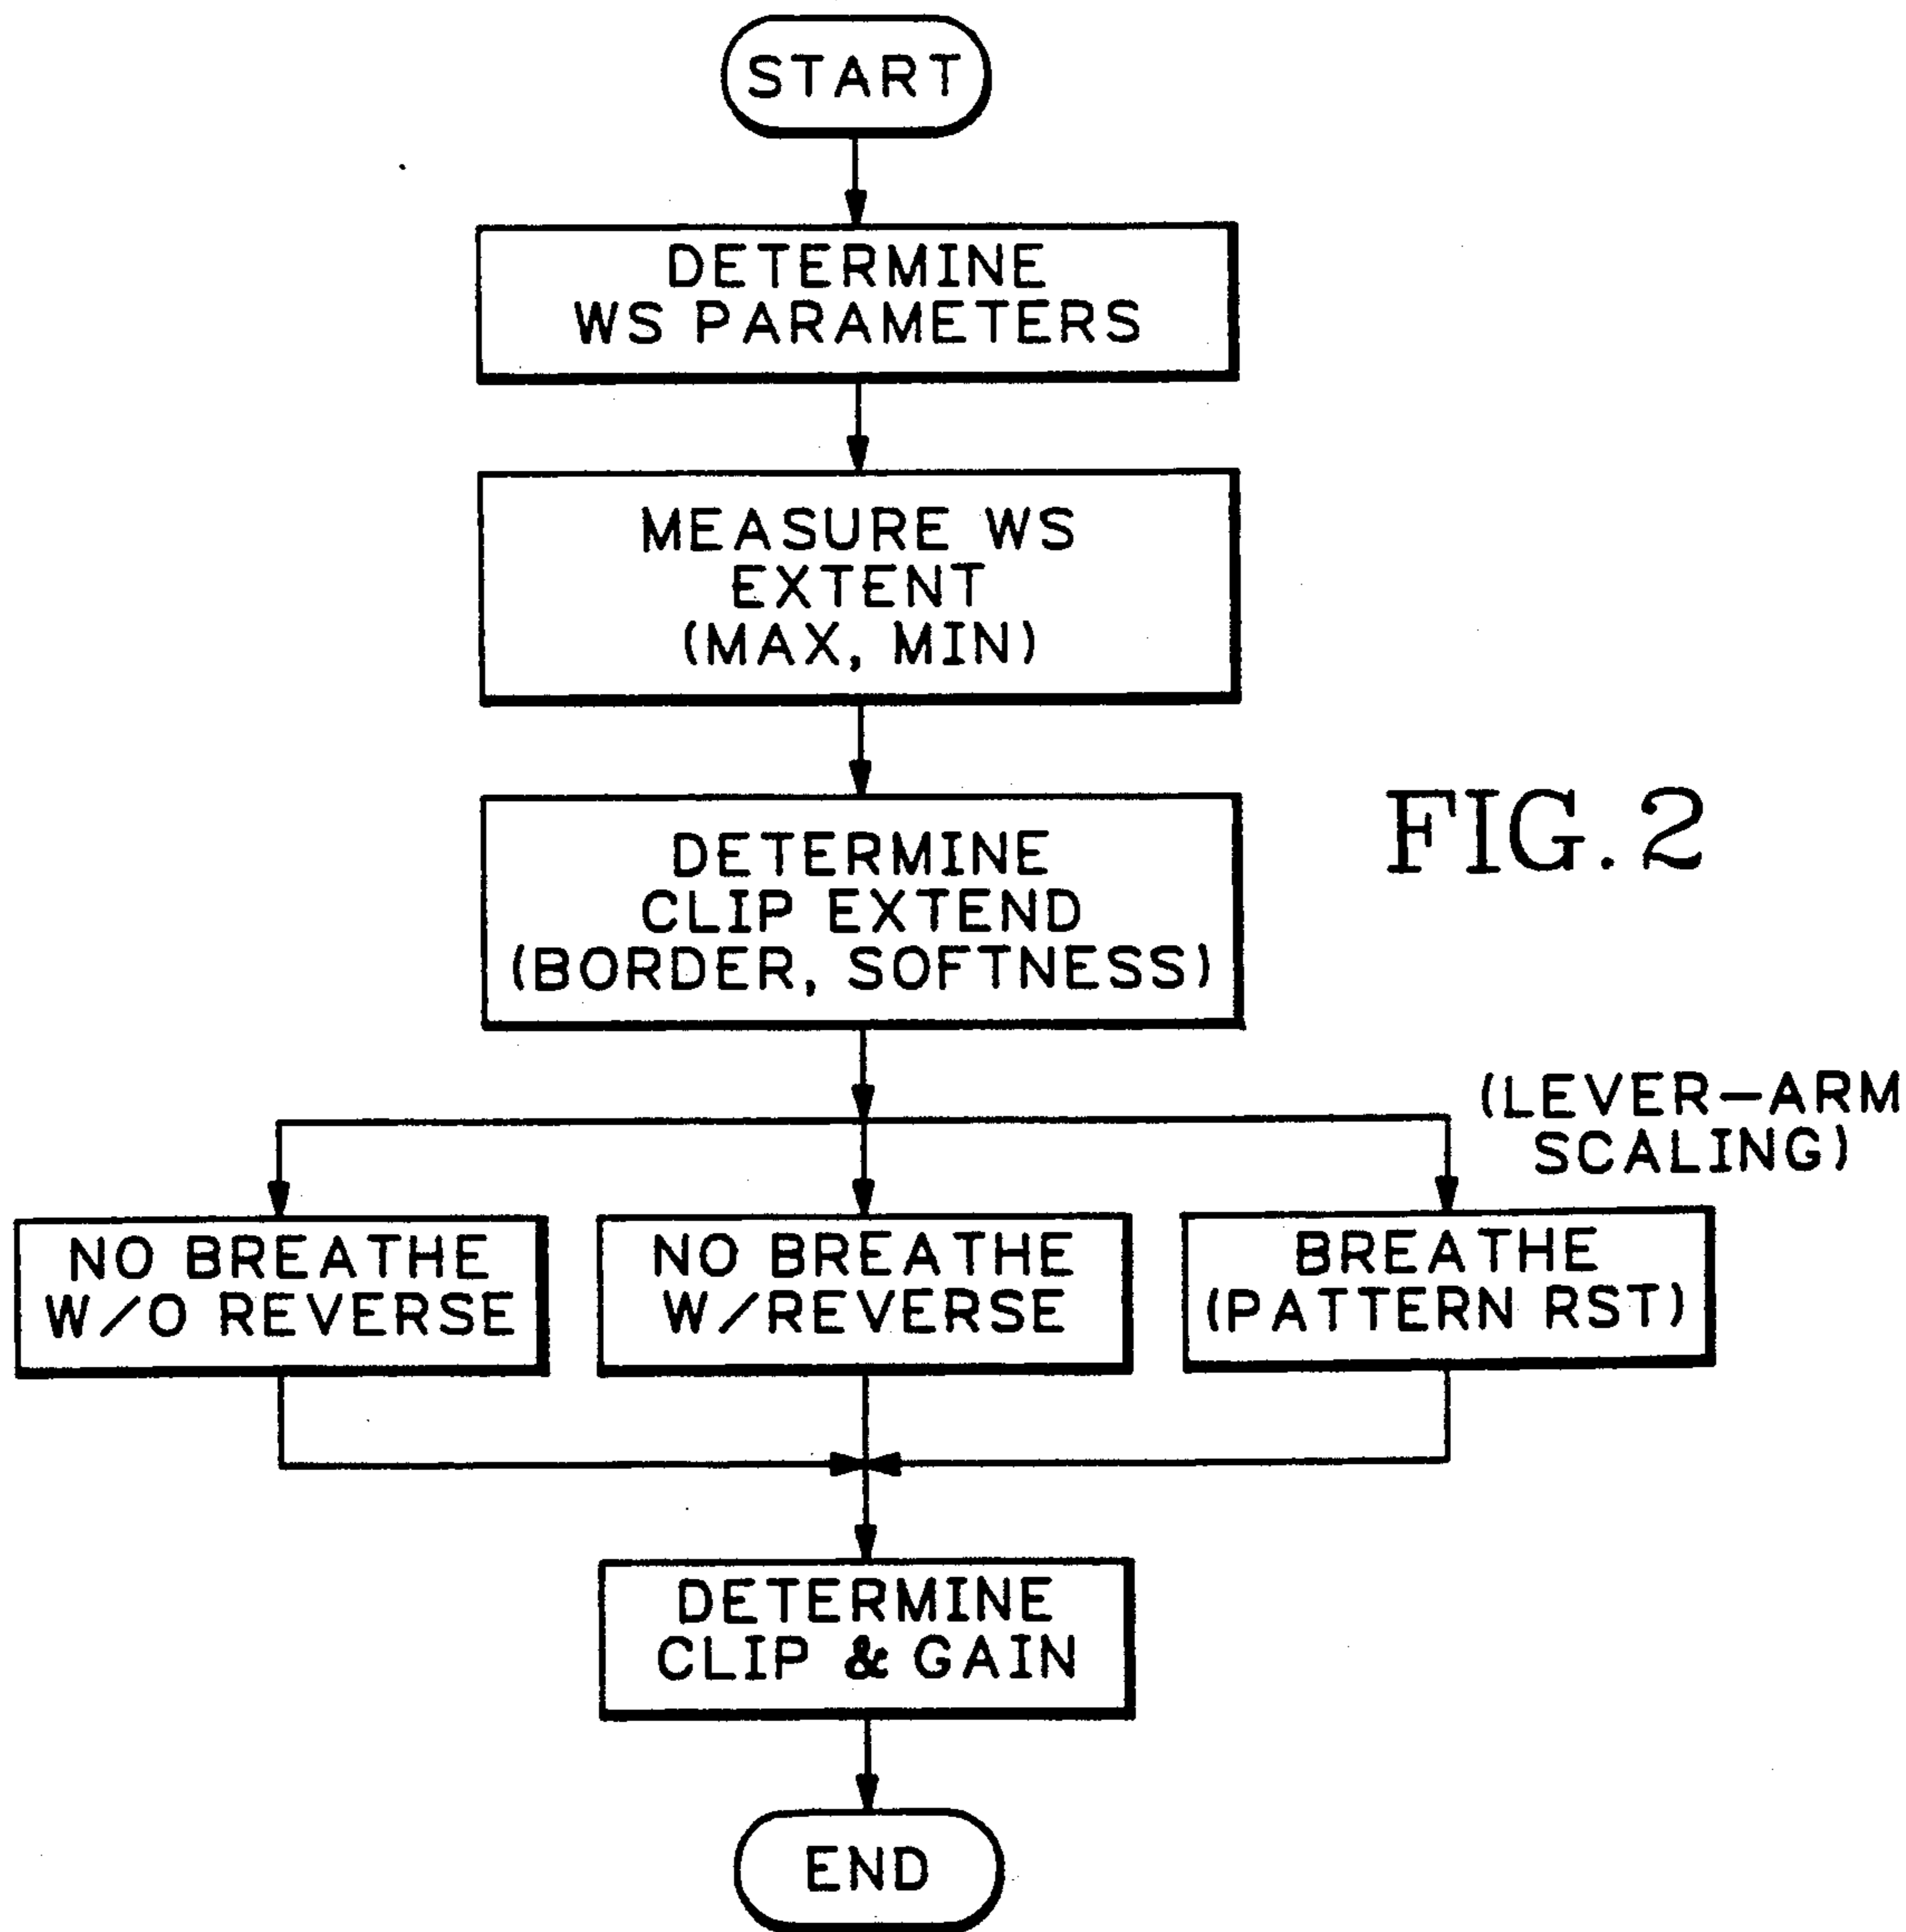 START
DETERMINE
WS PARAMETERS
MEASURE WS
EXTENT
(MAX, MIN)
DETERMINE
CLIP EXTEND
(BORDER, SOFTNESS)
FIG. 2
(LEVER-ARM
SCALING)
NO BREATHE
W/O REVERSE
NO BREATHE
W/REVERSE
BREATHE
(PATTERN RST)
DETERMINE
CLIP & GAIN
END